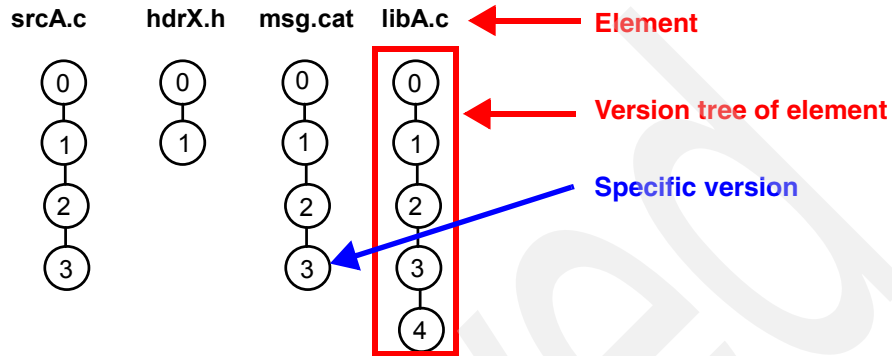 srcA.c hdrX.h msg.cat libA.c Element
0 0 0 0
Version tree of element
1 1 1 1
Specific version
2 2 2
3 3 3
4